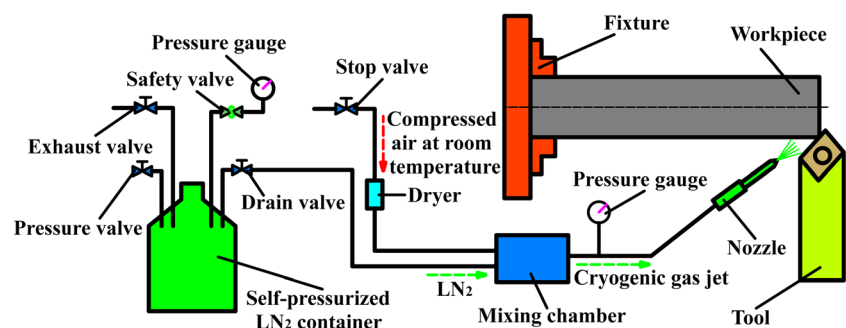 Fixture
Workpiece
Pressure gauge
Safety valve
Stop valve
Exhaust valve
Compressed
air at room
temperature
Pressure valve
Drain valve
Dryer
Pressure gauge
Nozzle
Self-pressurized
LN₂ container
LN₂
Mixing chamber
Cryogenic gas jet
Tool